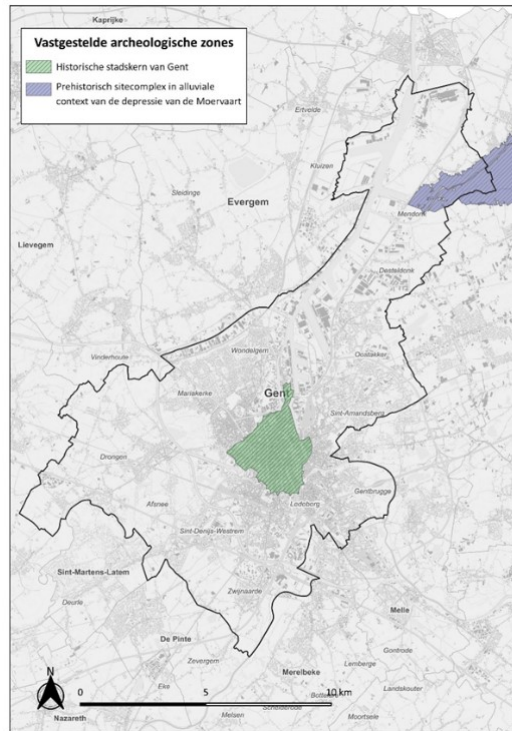 Kaprijke
Vastgestelde archeologische zones
Historische stadskern van Gent
Prehistorisch sitecomplex in alluviale
context van de depressie van de Moervaart
Ertvelde
Kluizen
Sleidinge
Evergem
Mendonk
Lievegem
Desteldonk
Wondelgem
Oostakker
Vinderhoute
Mariakerke
Gent
Sint-Amandsberg
Drongen
Gentbrugge
Afsnee
Ledeberg
Sint-Denijs-Westrem
Sint-Martens-Latem
Zwijnaarde
Deurle
Melle
De Pinte
Gontrode
Zevergem
Lemberge
Merelbeke
N
0 5 10 km
Eke
Landskouter
Bottelare
Schelderode
Nazareth
Melsen
Moortsele